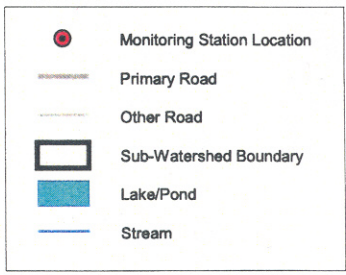 Monitoring Station Location
Primary Road
Other Road
Sub-Watershed Boundary
Lake/Pond
Stream